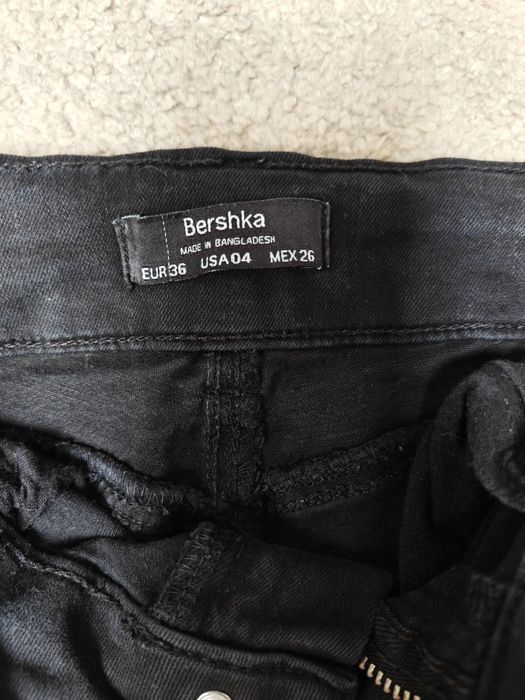 Bershka
MADE IN BANGLADESH
EUR 36 USA 04 MEX 26